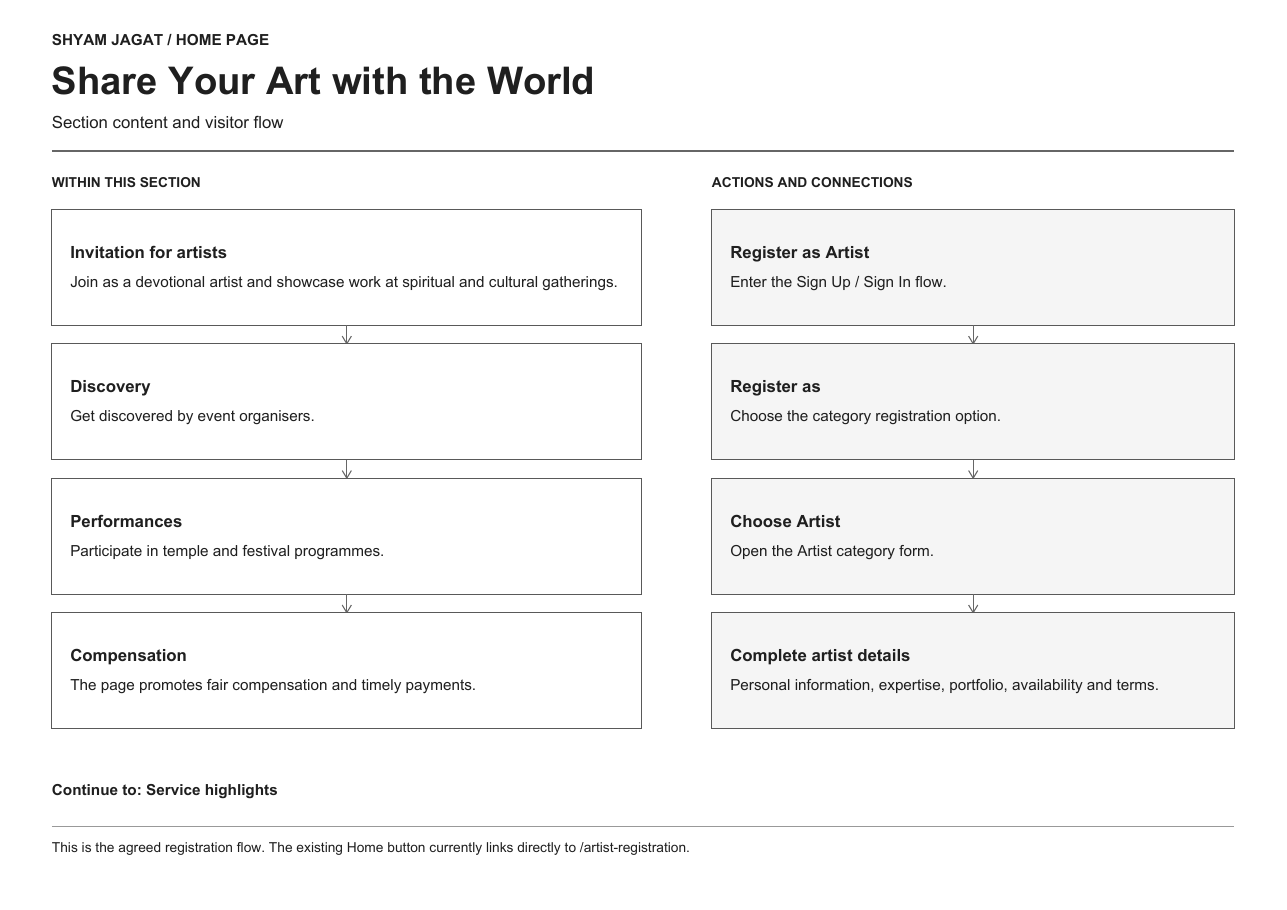 SHYAM JAGAT / HOME PAGE
Share Your Art with the World
Section content and visitor flow
WITHIN THIS SECTION
Invitation for artists
Join as a devotional artist and showcase work at spiritual and cultural gatherings.
Discovery
Get discovered by event organisers.
Performances
Participate in temple and festival programmes.
Compensation
The page promotes fair compensation and timely payments.
ACTIONS AND CONNECTIONS
Register as Artist
Enter the Sign Up / Sign In flow.
Register as
Choose the category registration option.
Choose Artist
Open the Artist category form.
Complete artist details
Personal information, expertise, portfolio, availability and terms.
Continue to: Service highlights
This is the agreed registration flow. The existing Home button currently links directly to /artist-registration.